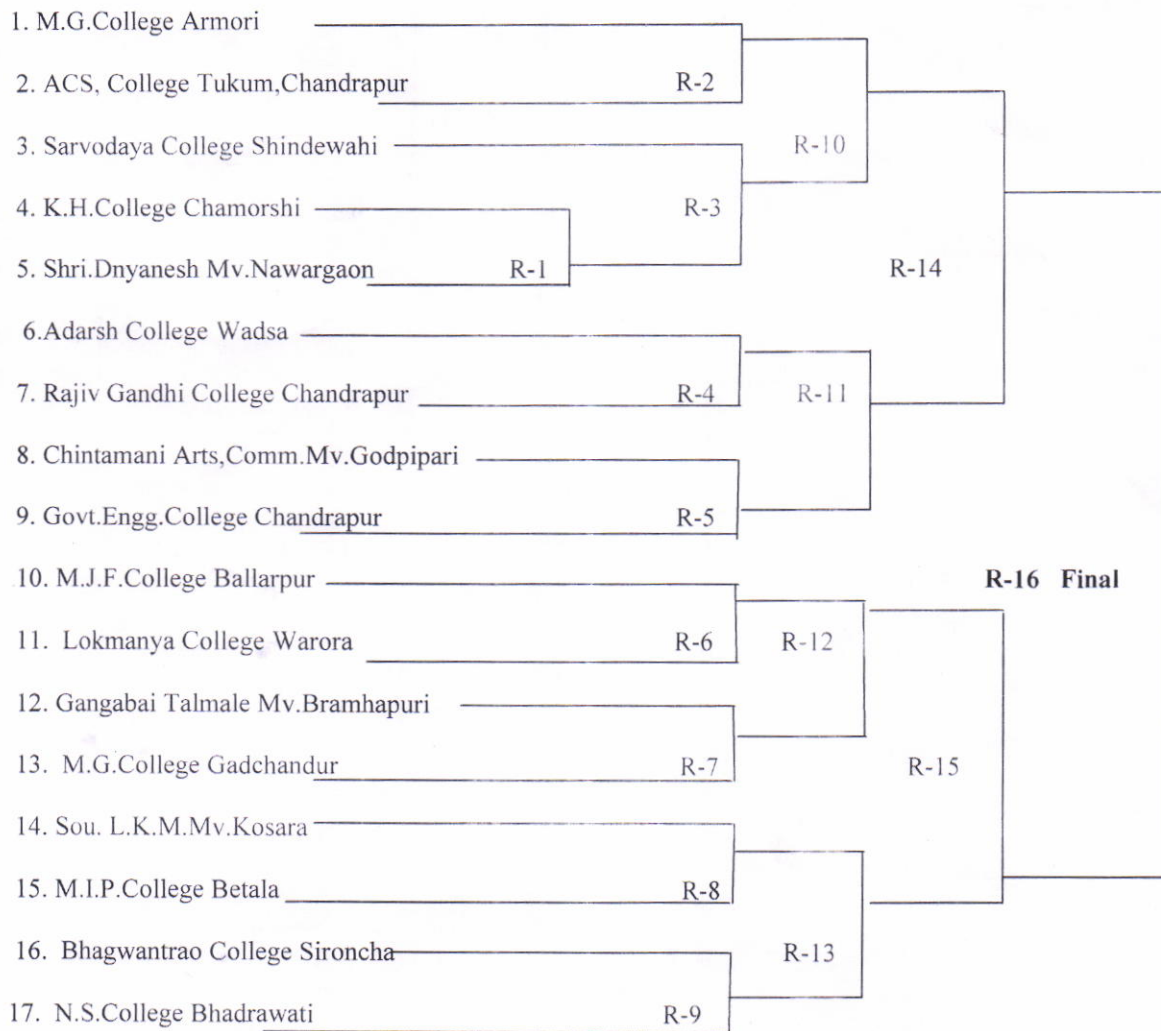 1. M.G.College Armori
2. ACS, College Tukum,Chandrapur R-2
3. Sarvodaya College Shindewahi R-10
4. K.H.College Chamorshi R-3
5. Shri.Dnyanesh Mv.Nawargaon R-1 R-14
6.Adarsh College Wadsa
7. Rajiv Gandhi College Chandrapur R-4 R-11
8. Chintamani Arts,Comm.Mv.Godpipari
9. Govt.Engg.College Chandrapur R-5
10. M.J.F.College Ballarpur R-16 Final
11. Lokmanya College Warora R-6 R-12
12. Gangabai Talmale Mv.Bramhapuri
13. M.G.College Gadchandur R-7 R-15
14. Sou. L.K.M.Mv.Kosara
15. M.I.P.College Betala R-8
16. Bhagwantrao College Sironcha R-13
17. N.S.College Bhadrawati R-9